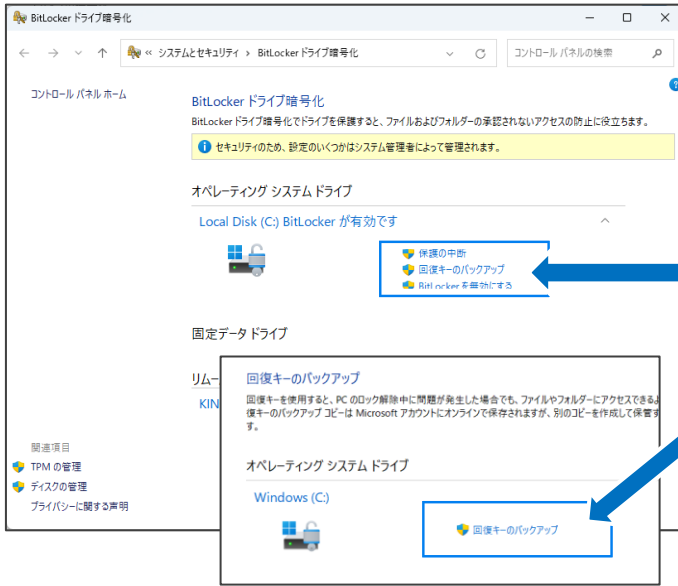 BitLocker ドライブ暗号化
« システムとセキュリティ › BitLocker ドライブ暗号化
コントロール パネルの検索
コントロール パネル ホーム
BitLocker ドライブ暗号化
BitLocker ドライブ暗号化でドライブを保護すると、ファイルおよびフォルダーの承認されないアクセスの防止に役立ちます。
セキュリティのため、設定のいくつかはシステム管理者によって管理されます。
オペレーティング システム ドライブ
Local Disk (C:) BitLocker が有効です
保護の中断
回復キーのバックアップ
BitLocker を無効にする
固定データ ドライブ
リムー
KIN
回復キーのバックアップ
回復キーを使用すると、PC のロック解除中に問題が発生した場合でも、ファイルやフォルダーにアクセスできるよ
復キーのバックアップ コピーは Microsoft アカウントにオンラインで保存されますが、別のコピーを作成して保管す
す。
オペレーティング システム ドライブ
Windows (C:)
回復キーのバックアップ
関連項目
TPM の管理
ディスクの管理
プライバシーに関する声明